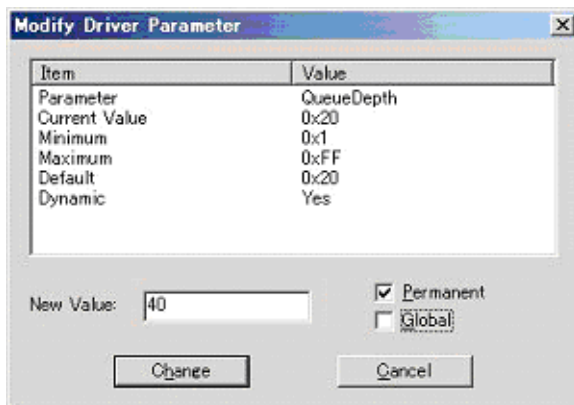 Modify Driver Parameter
Item Value
Parameter QueueDepth
Current Value 0x20
Minimum 0x1
Maximum 0xFF
Default 0x20
Dynamic Yes
New Value: 40
Permanent
Global
Change Cancel